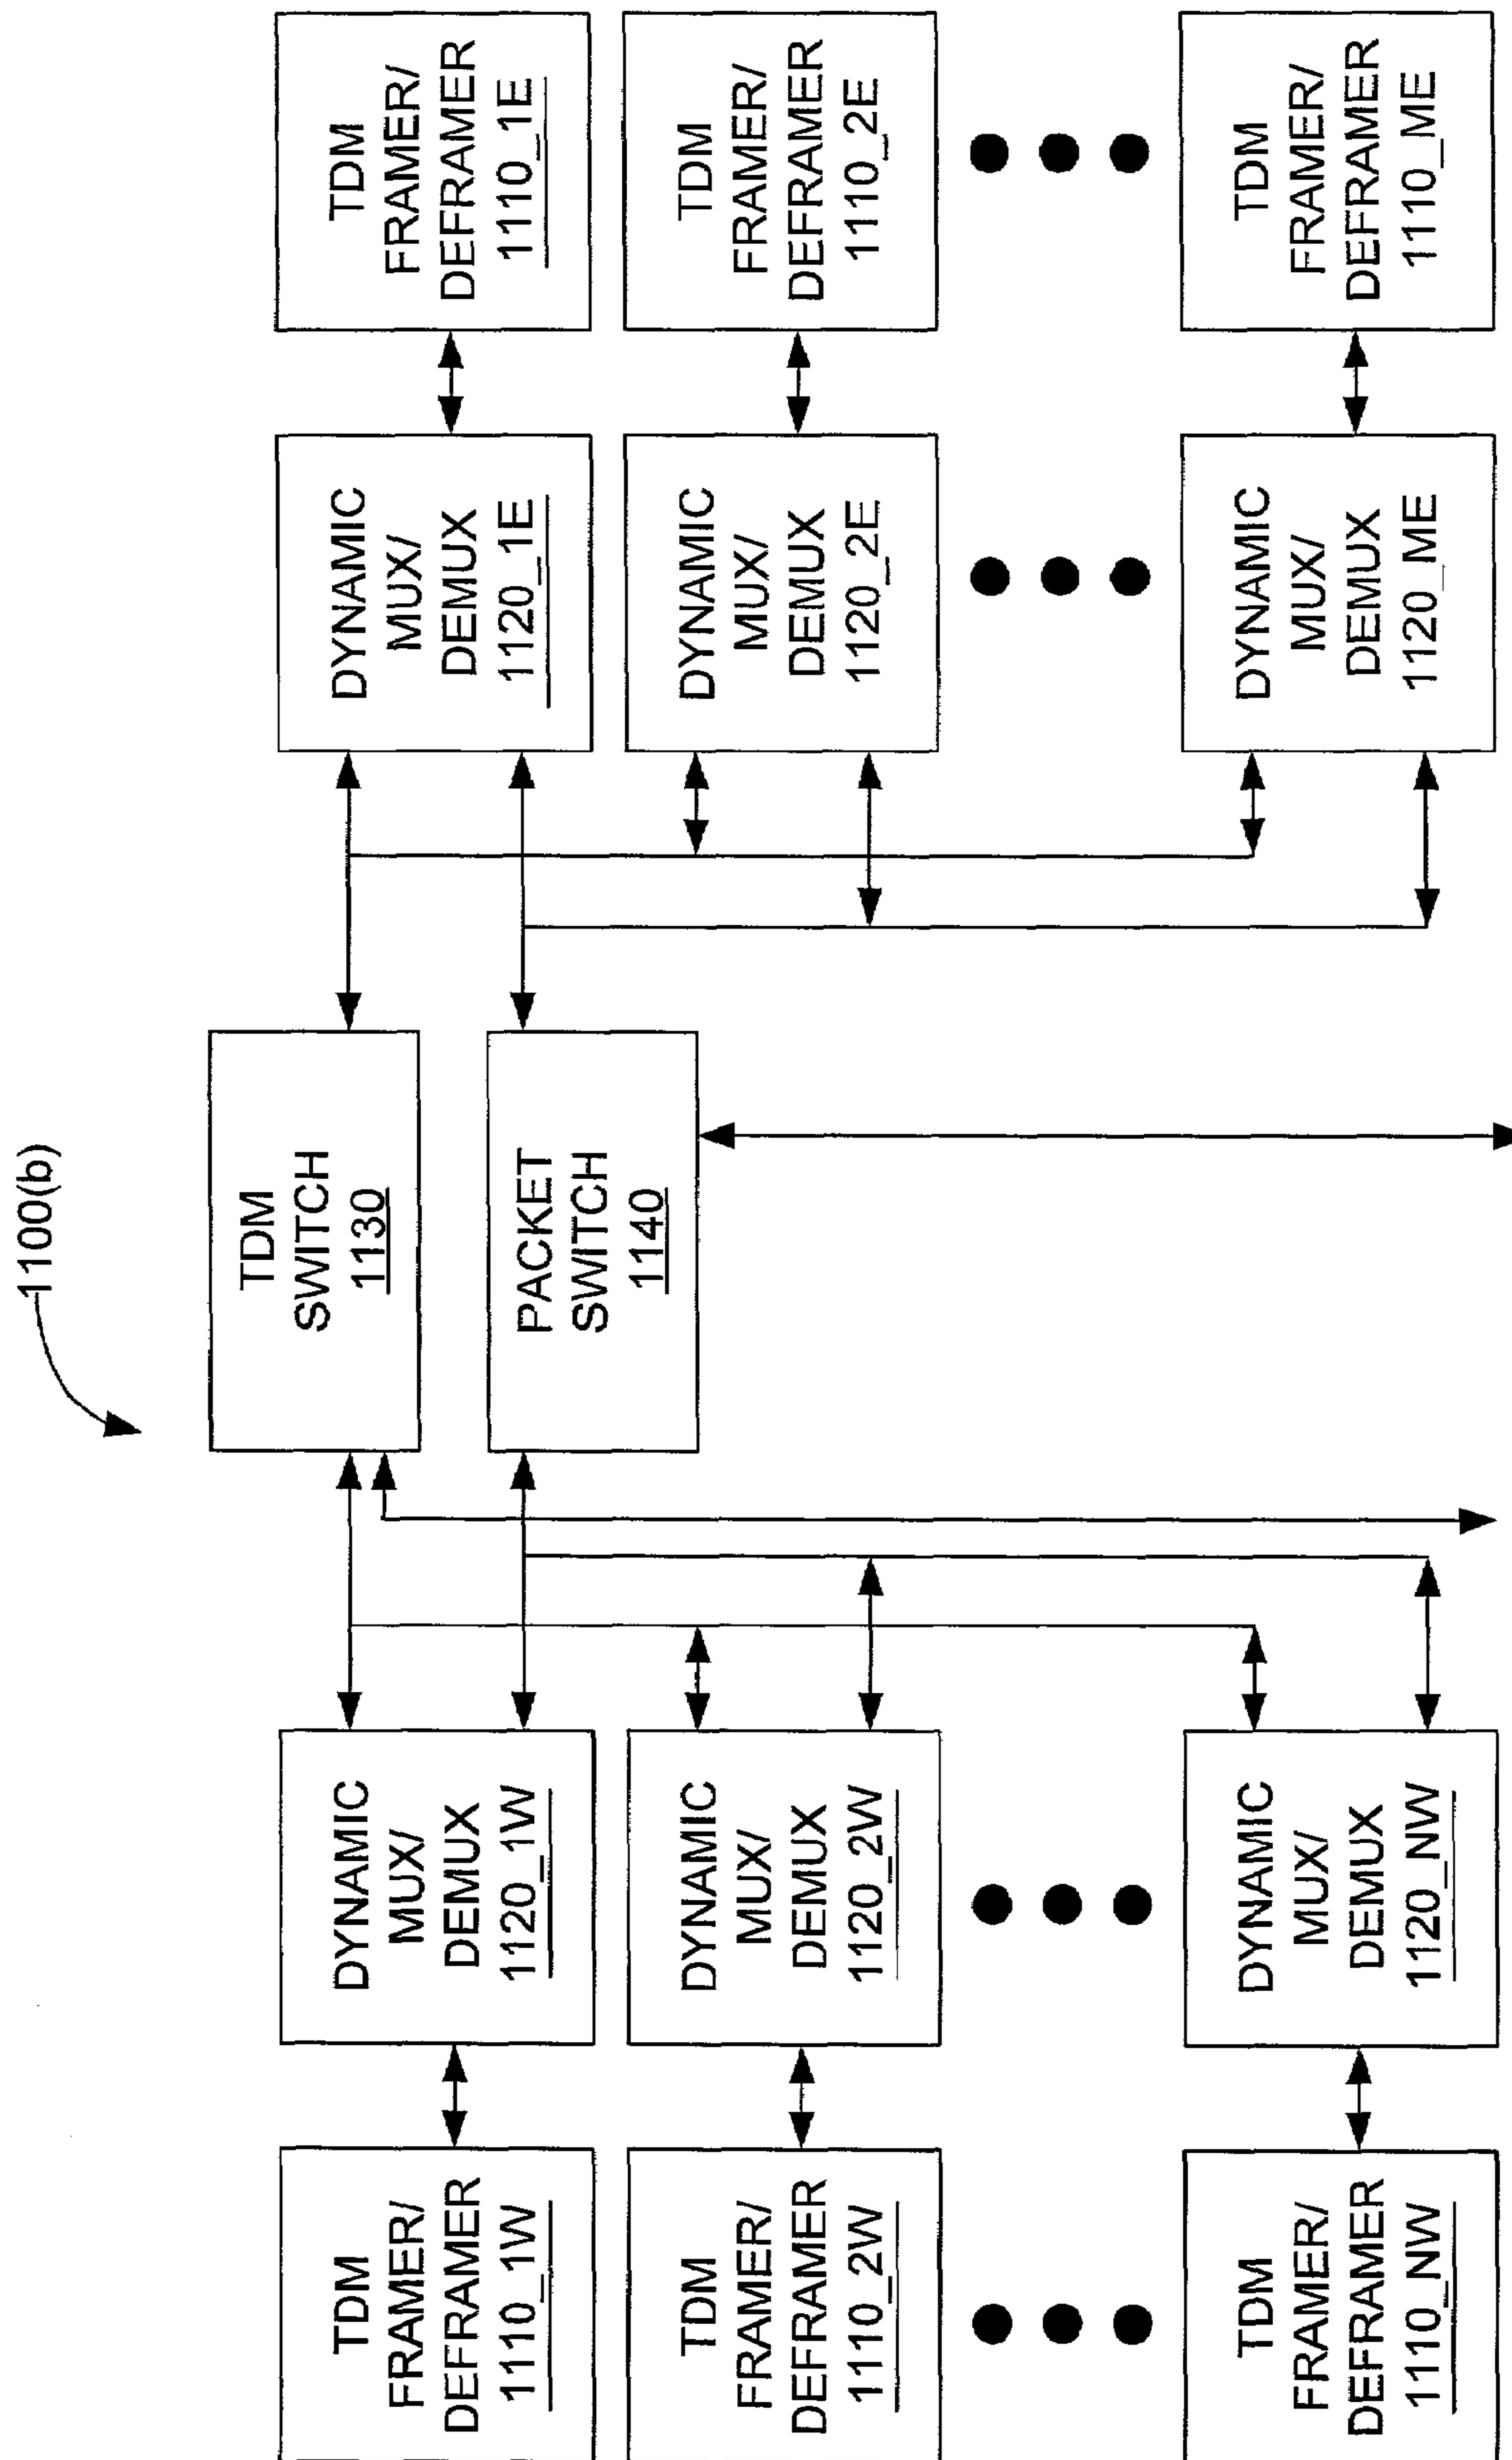 1100(b)
TDM
FRAMER/
DEFRAMER
1110_1W
DYNAMIC
MUX/
DEMUX
1120_1W
TDM
SWITCH
1130
DYNAMIC
MUX/
DEMUX
1120_1E
TDM
FRAMER/
DEFRAMER
1110_1E
TDM
FRAMER/
DEFRAMER
1110_2W
DYNAMIC
MUX/
DEMUX
1120_2W
PACKET
SWITCH
1140
DYNAMIC
MUX/
DEMUX
1120_2E
TDM
FRAMER/
DEFRAMER
1110_2E
TDM
FRAMER/
DEFRAMER
1110_NW
DYNAMIC
MUX/
DEMUX
1120_NW
DYNAMIC
MUX/
DEMUX
1120_ME
TDM
FRAMER/
DEFRAMER
1110_ME